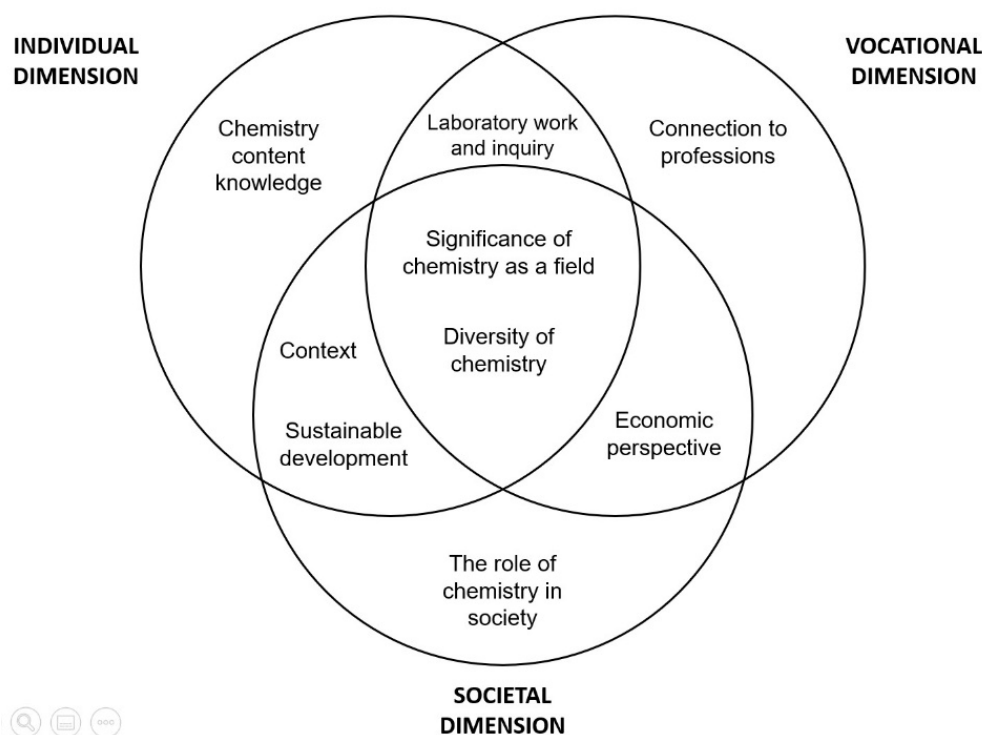 INDIVIDUAL
DIMENSION
VOCATIONAL
DIMENSION
Chemistry
content
knowledge
Laboratory work
and inquiry
Connection to
professions
Significance of
chemistry as a field
Diversity of
chemistry
Context
Sustainable
development
Economic
perspective
The role of
chemistry in
society
SOCIETAL
DIMENSION